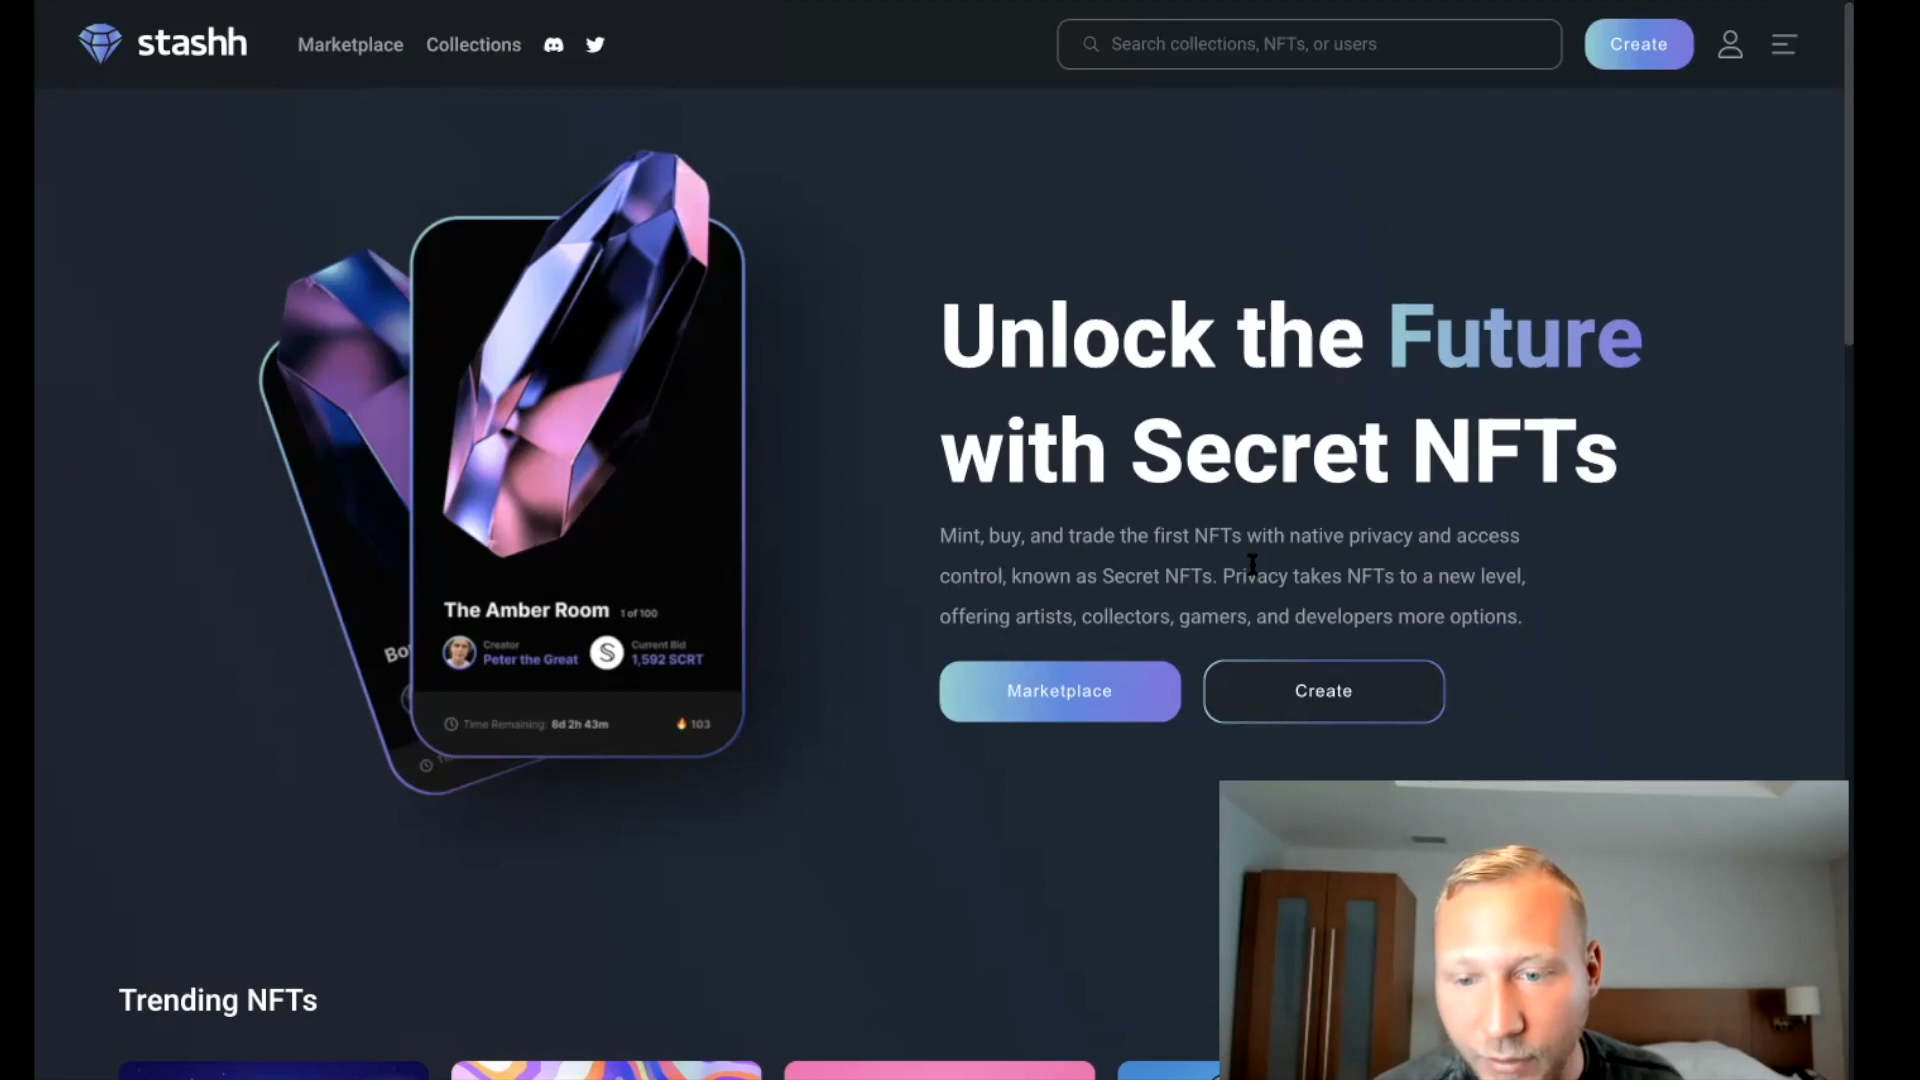 stashh
Marketplace
Collections
Search collections, NFTs, or users
Create
Unlock the Future
with Secret NFTs
Mint, buy, and trade the first NFTs with native privacy and access
control, known as Secret NFTs. Privacy takes NFTs to a new level,
offering artists, collectors, gamers, and developers more options.
Marketplace
Create
The Amber Room 1 of 100
Creator
Peter the Great
S
Current Bid
1,592 SCRT
Time Remaining: 8d 2h 43m
103
Trending NFTs